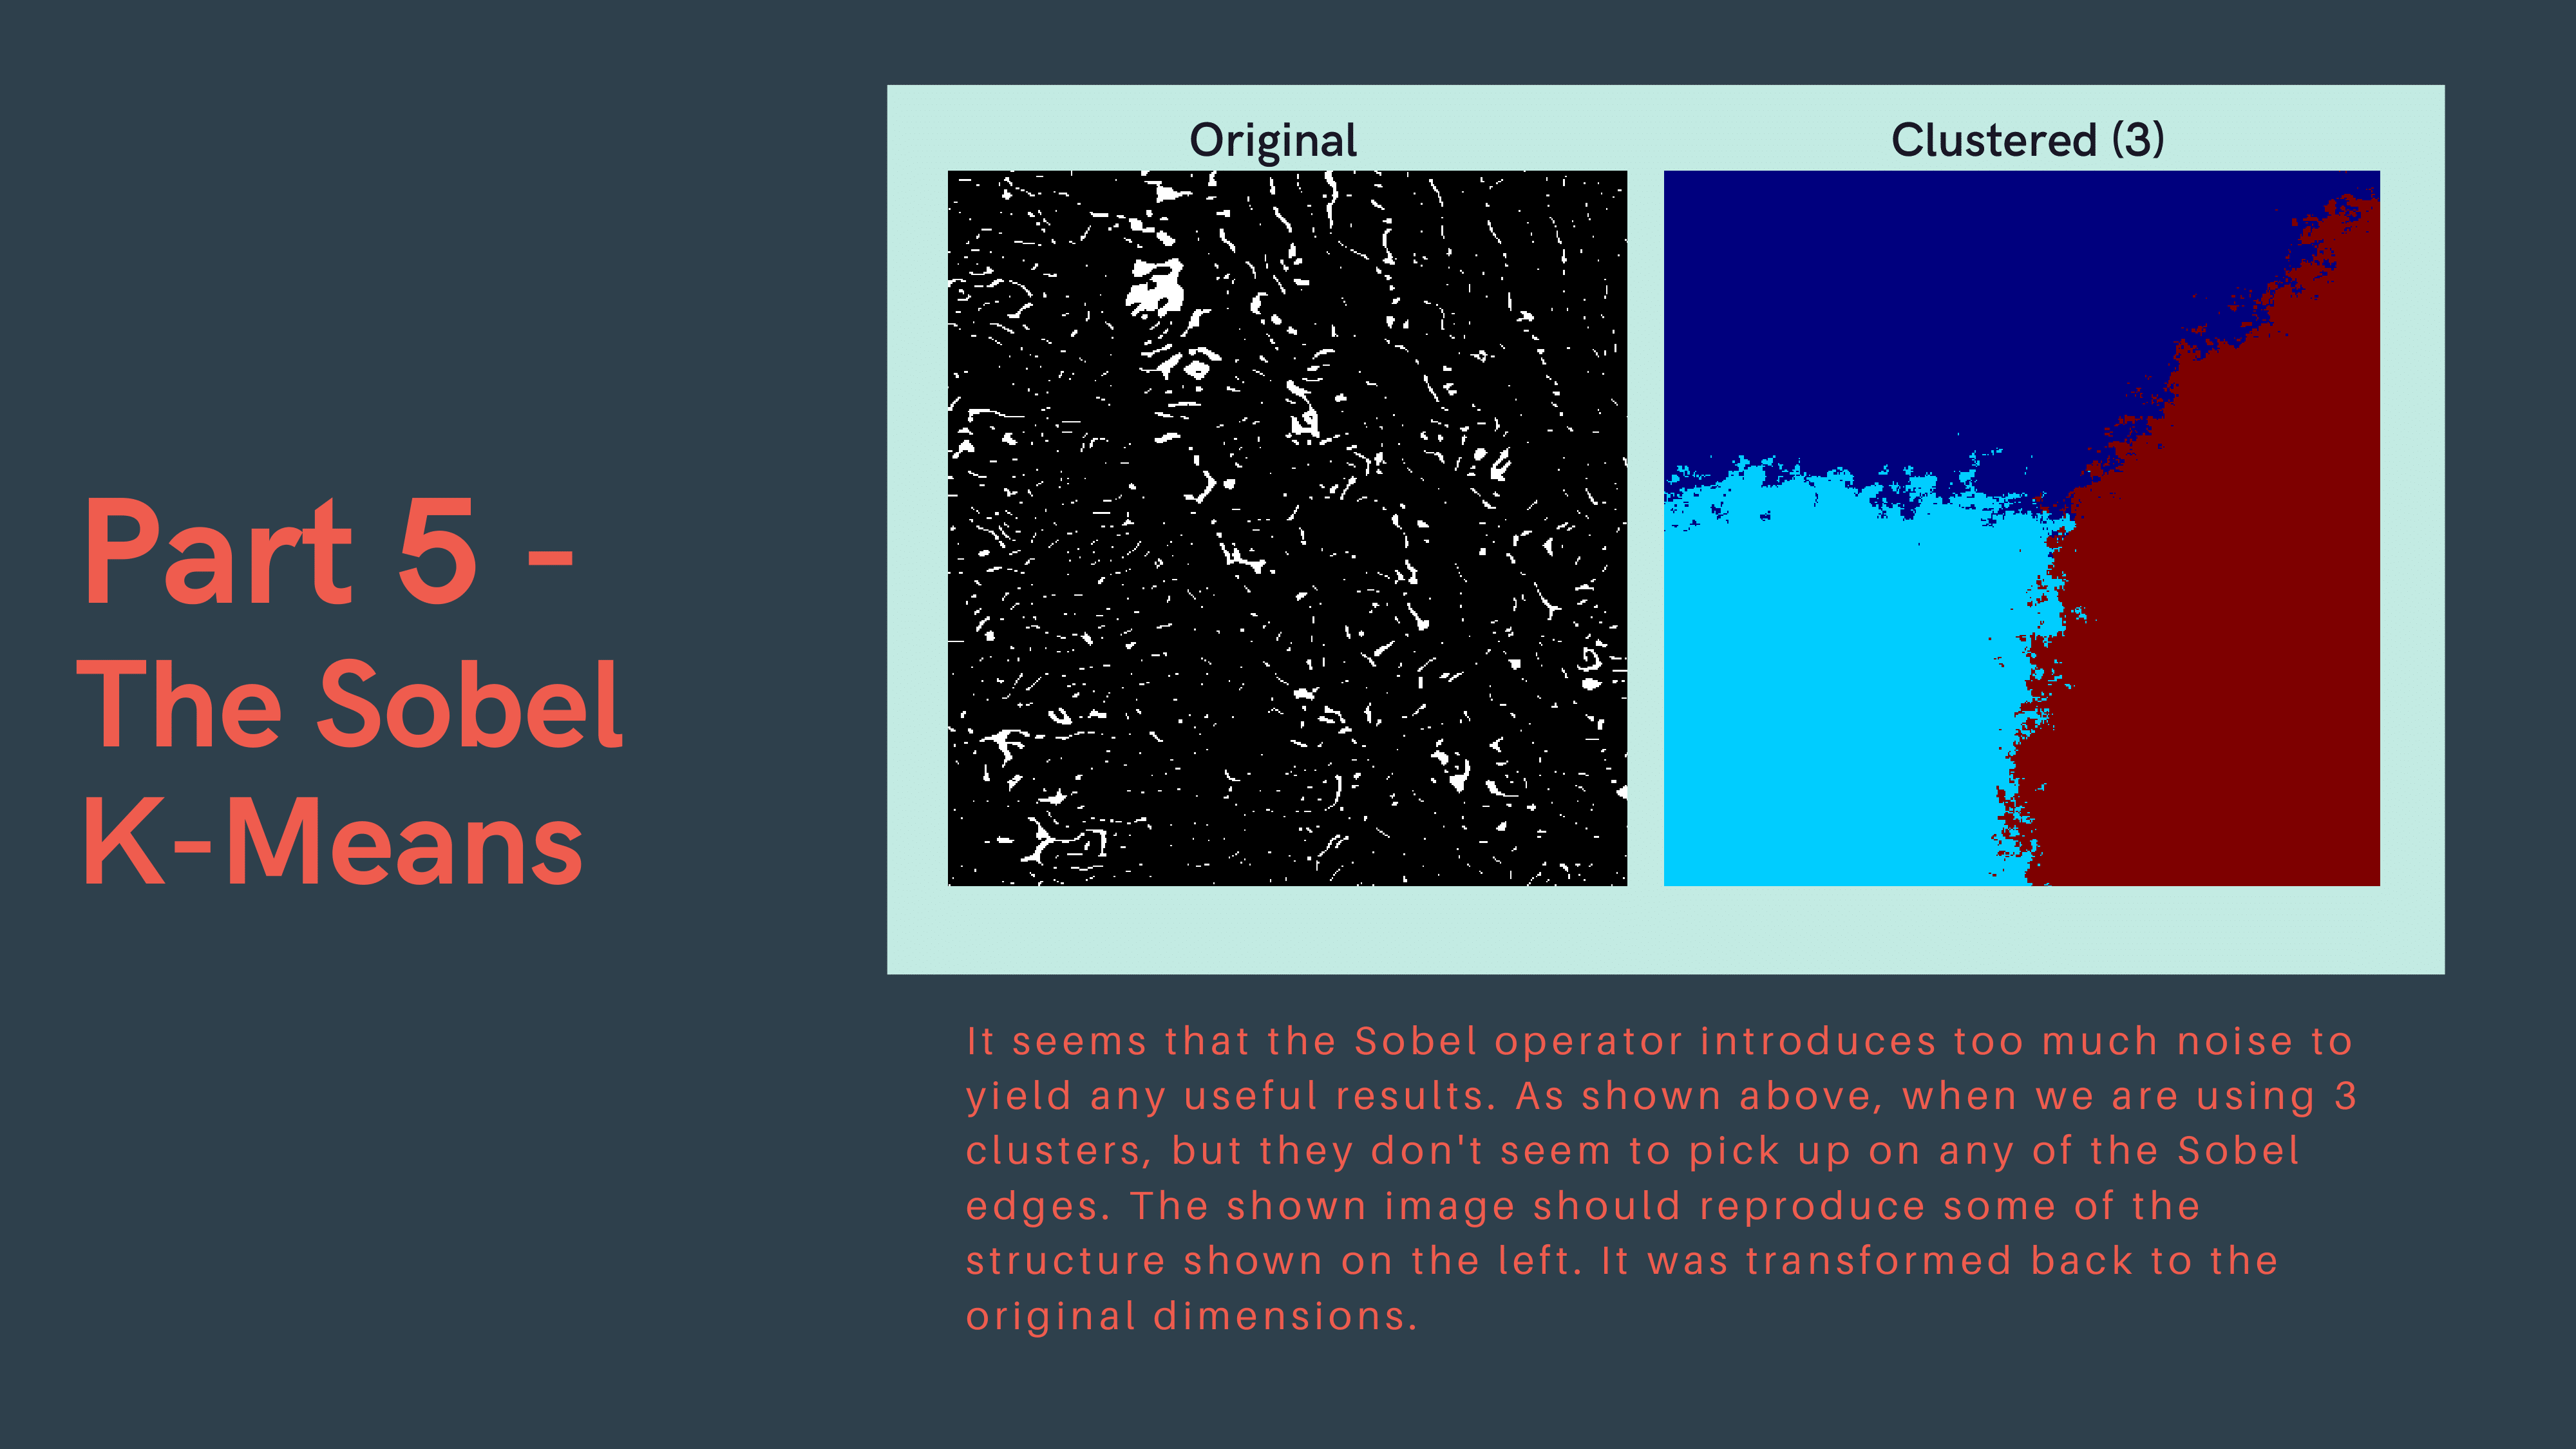 Part 5 -
The Sobel
K-Means
Original
Clustered (3)
It seems that the Sobel operator introduces too much noise to
yield any useful results. As shown above, when we are using 3
clusters, but they don't seem to pick up on any of the Sobel
edges. The shown image should reproduce some of the
structure shown on the left. It was transformed back to the
original dimensions.